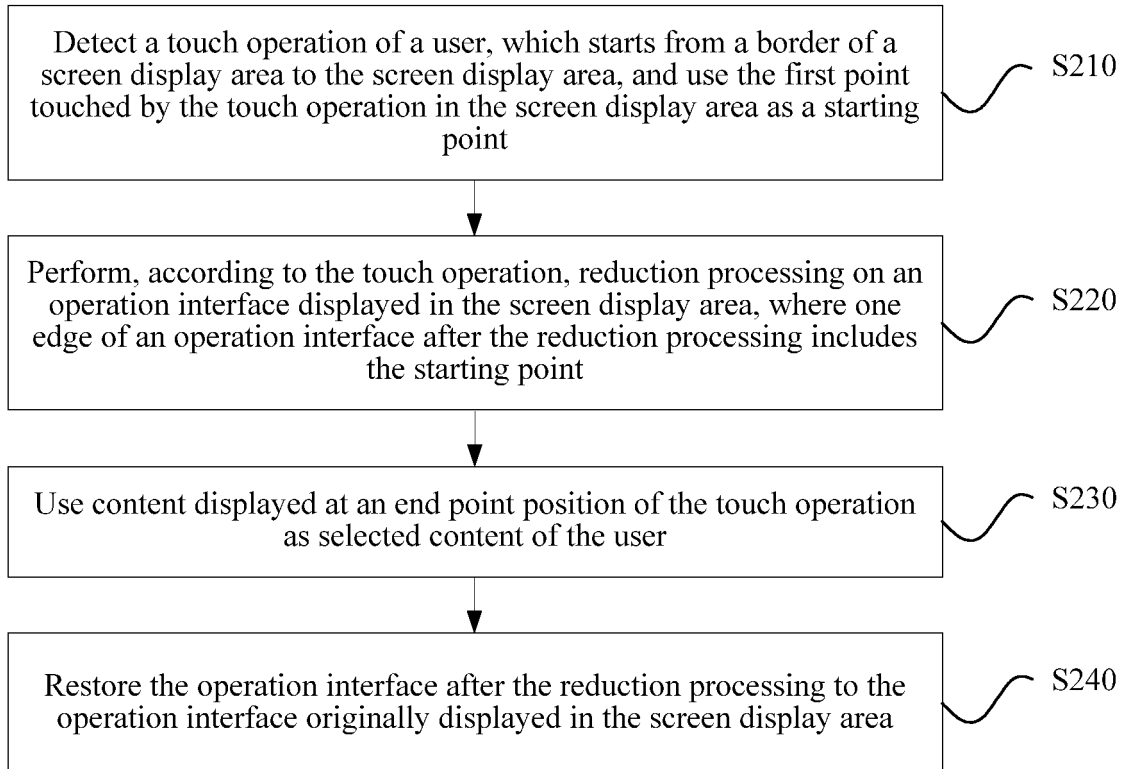 Detect a touch operation of a user, which starts from a border of a
screen display area to the screen display area, and use the first point
touched by the touch operation in the screen display area as a starting
point
S210
Perform, according to the touch operation, reduction processing on an
operation interface displayed in the screen display area, where one
edge of an operation interface after the reduction processing includes
the starting point
S220
Use content displayed at an end point position of the touch operation
as selected content of the user
S230
Restore the operation interface after the reduction processing to the
operation interface originally displayed in the screen display area
S240